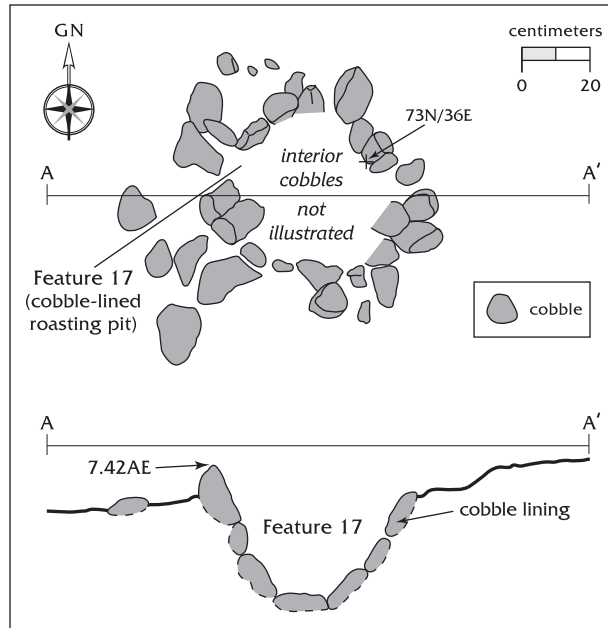 GN
centimeters
0 20
73N/36E
interior
cobbles
A A'
not
illustrated
Feature 17
(cobble-lined
roasting pit)
cobble
A A'
7.42AE
Feature 17
cobble lining